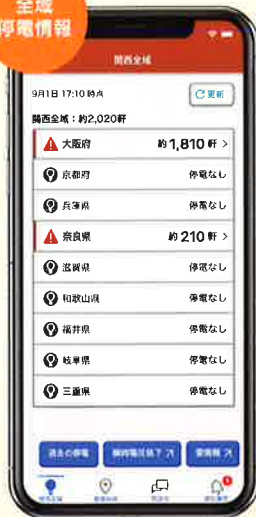 全域
停電情報
関西全域
9月1日 17:10 時点
更新
関西全域：約2,020軒
大阪府 約 1,810 軒 >
京都府 停電なし
兵庫県 停電なし
奈良県 約 210 軒 >
滋賀県 停電なし
和歌山県 停電なし
福井県 停電なし
岐阜県 停電なし
三重県 停電なし
過去の停電
雷情報